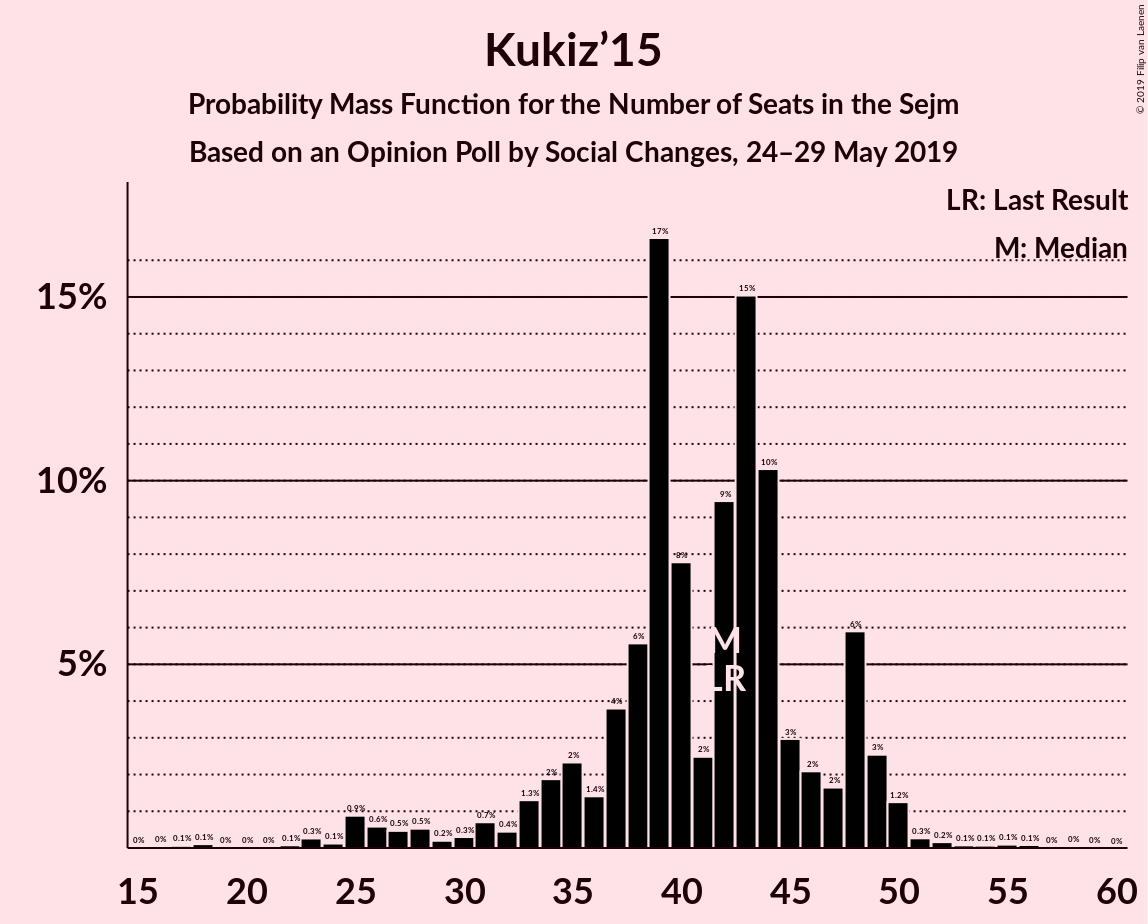 Kukiz’15
Probability Mass Function for the Number of Seats in the Sejm
Based on an Opinion Poll by Social Changes, 24–29 May 2019
© 2019 Filip van Laenen
LR: Last Result
M: Median
15%
10%
5%
0% 0% 0.1% 0.1% 0% 0% 0% 0.1% 0.3% 0.1% 0.9% 0.6% 0.5% 0.5% 0.2% 0.3% 0.7% 0.4% 1.3% 2% 2% 1.4% 4% 6% 17% 8% 2% 9% 15% 10% 3% 2% 2% 6% 3% 1.2% 0.3% 0.2% 0.1% 0.1% 0.1% 0.1% 0% 0% 0% 0%
M
LR
15 20 25 30 35 40 45 50 55 60